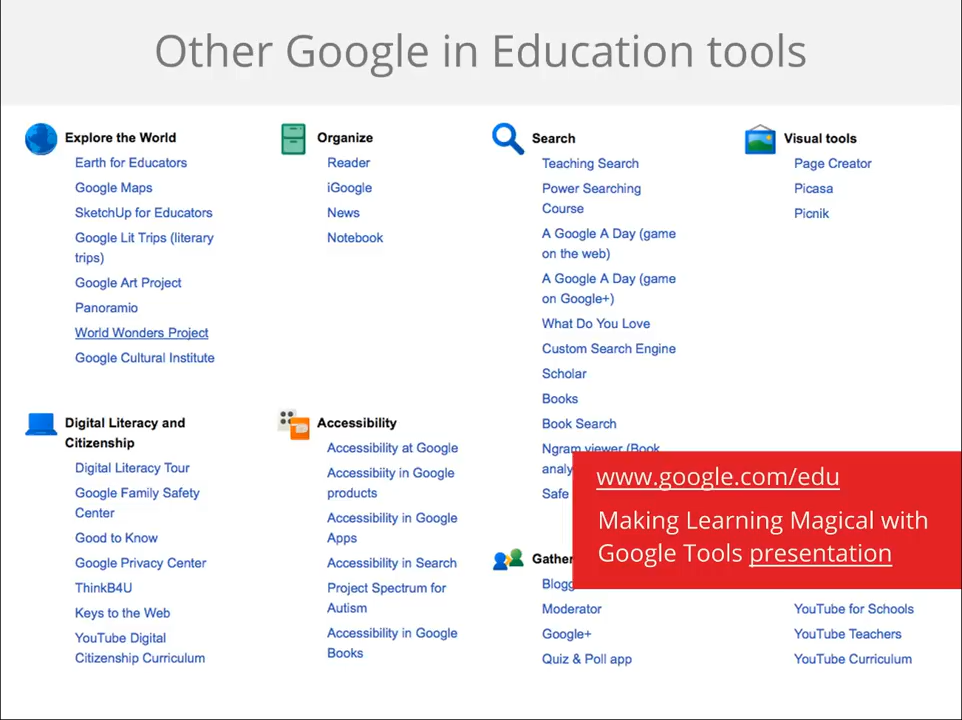 Other Google in Education tools
Explore the World
Earth for Educators
Google Maps
SketchUp for Educators
Google Lit Trips (literary
trips)
Google Art Project
Panoramio
World Wonders Project
Google Cultural Institute
Organize
Reader
iGoogle
News
Notebook
Search
Teaching Search
Power Searching
Course
A Google A Day (game
on the web)
A Google A Day (game
on Google+)
What Do You Love
Custom Search Engine
Scholar
Books
Book Search
Ngram viewer (Book
Safe
Visual tools
Page Creator
Picasa
Picnik
Digital Literacy and
Citizenship
Digital Literacy Tour
Google Family Safety
Center
Good to Know
Google Privacy Center
ThinkB4U
Keys to the Web
YouTube Digital
Citizenship Curriculum
Accessibility
Accessibility at Google
Accessibiity in Google
products
Accessibility in Google
Apps
Accessibility in Search
Project Spectrum for
Autism
Accessibility in Google
Books
Gather
Moderator
Google+
Quiz & Poll app
www.google.com/edu
Making Learning Magical with
Google Tools presentation
YouTube for Schools
YouTube Teachers
YouTube Curriculum